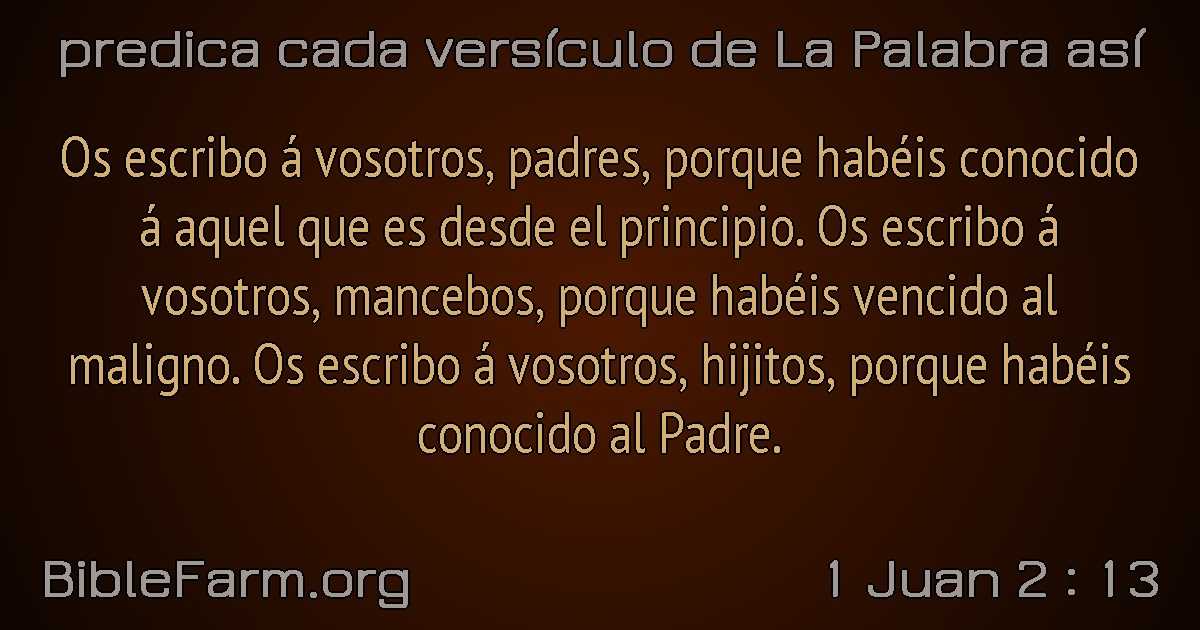 predica cada versículo de La Palabra así
Os escribo á vosotros, padres, porque habéis conocido
á aquel que es desde el principio. Os escribo á
vosotros, mancebos, porque habéis vencido al
maligno. Os escribo á vosotros, hijitos, porque habéis
conocido al Padre.
BibleFarm.org
1 Juan 2 : 13